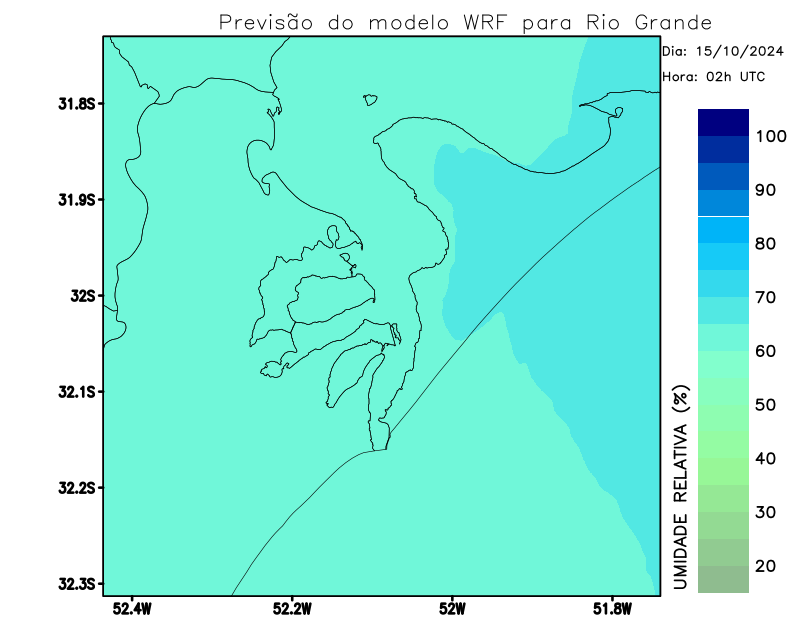 Previsão do modelo WRF para Rio Grande
Dia: 15/10/2024
Hora: 02h UTC
31.8S
31.9S
32S
32.1S
32.2S
32.3S
52.4W
52.2W
52W
51.8W
100
90
80
70
60
50
40
30
20
UMIDADE RELATIVA (%)